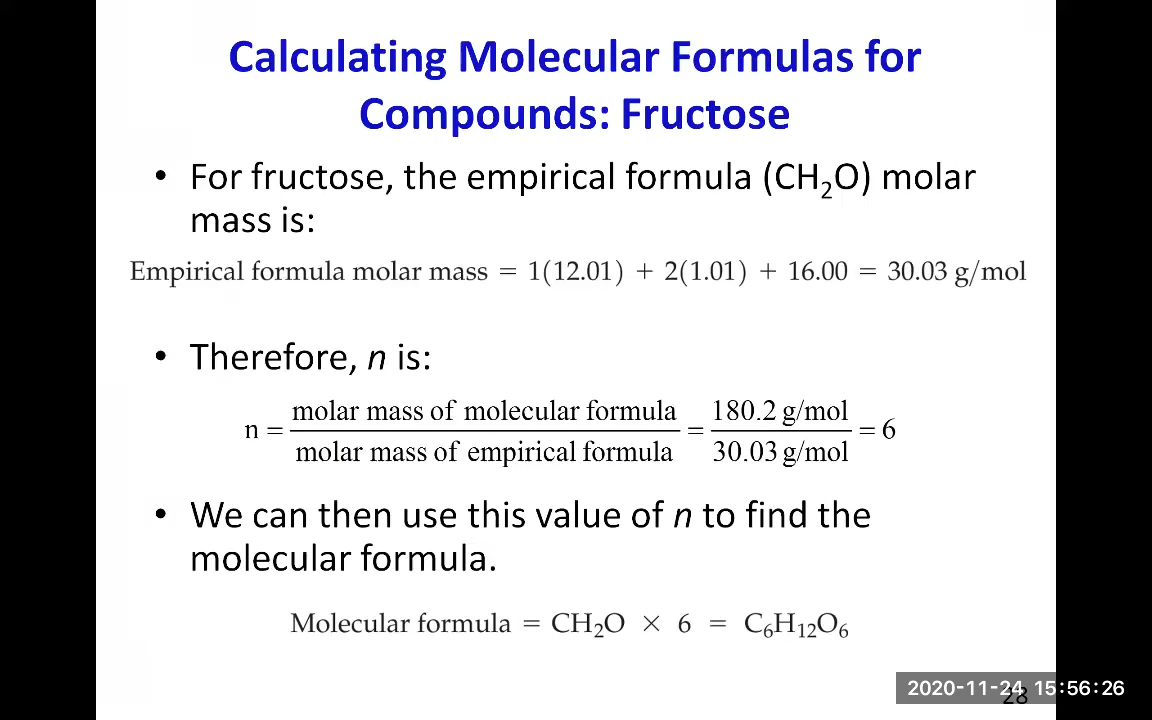 Calculating Molecular Formulas for
Compounds: Fructose
• For fructose, the empirical formula (CH₂O) molar
mass is:
Empirical formula molar mass = 1(12.01) + 2(1.01) + 16.00 = 30.03 g/mol
• Therefore, n is:
n = molar mass of molecular formula / molar mass of empirical formula = 180.2 g/mol / 30.03 g/mol = 6
• We can then use this value of n to find the
molecular formula.
Molecular formula = CH₂O × 6 = C₆H₁₂O₆
2020-11-24 15:56:26
28